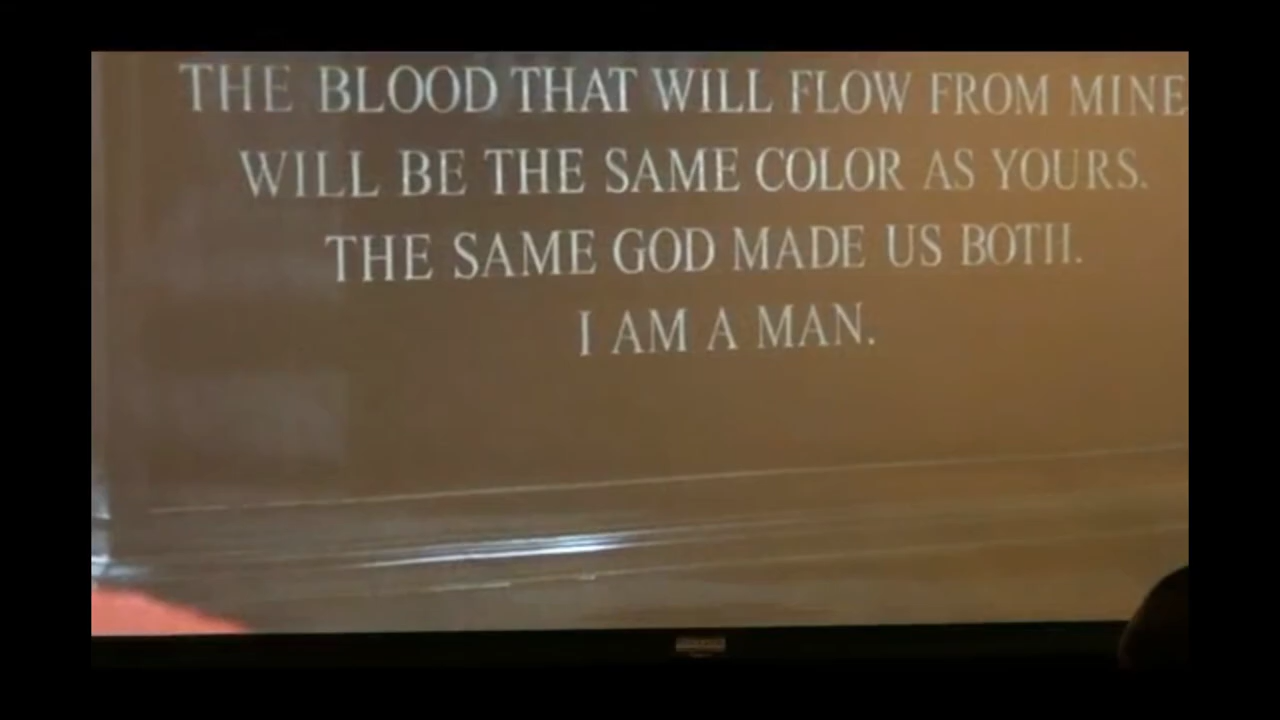 THE BLOOD THAT WILL FLOW FROM MINE
WILL BE THE SAME COLOR AS YOURS.
THE SAME GOD MADE US BOTH.
I AM A MAN.